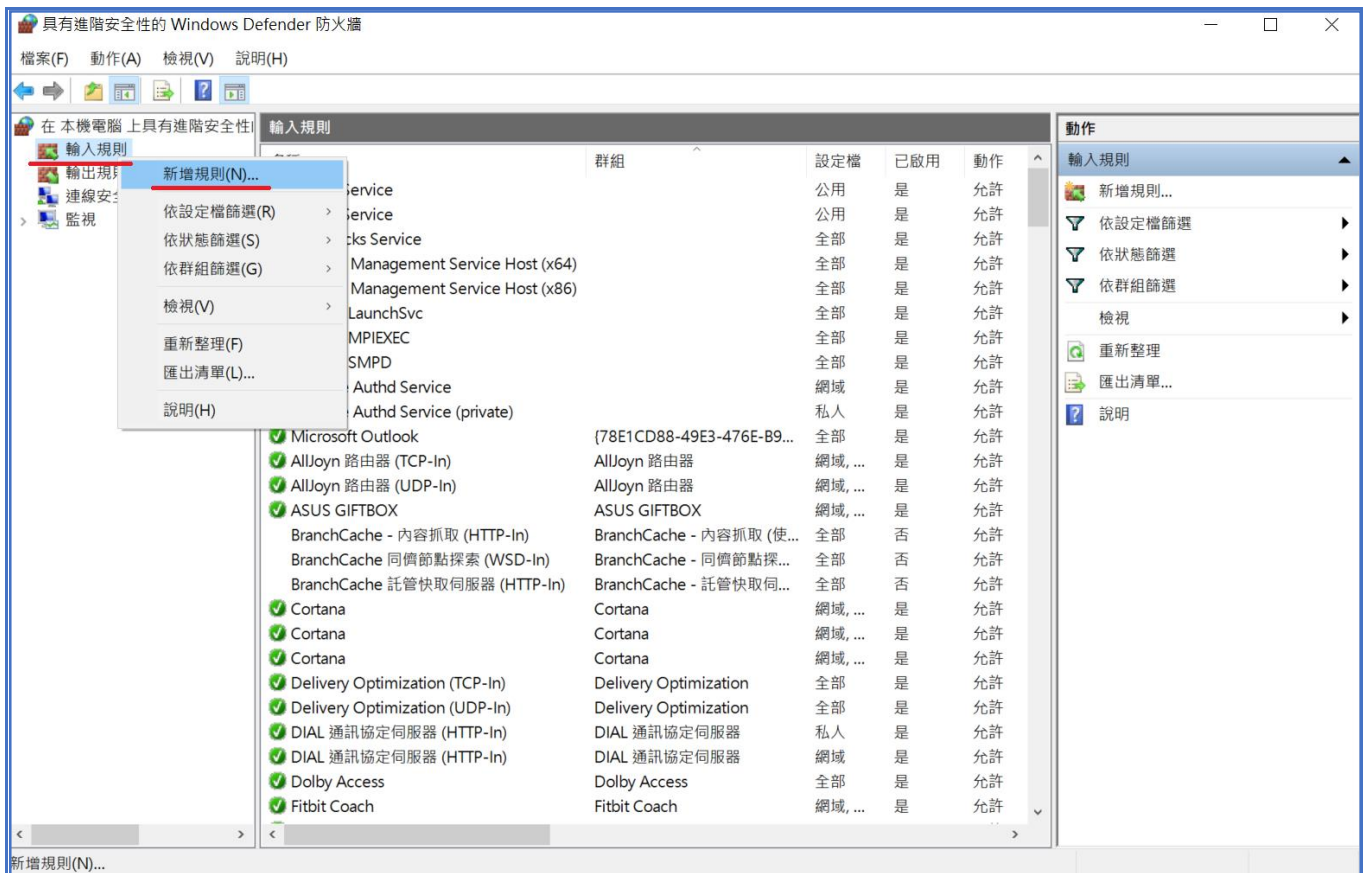 具有進階安全性的 Windows Defender 防火牆
檔案(F) 動作(A) 檢視(V) 說明(H)
在 本機電腦 上具有進階安全性
輸入規則
輸出規
連線安
監視
新增規則(N)...
依設定檔篩選(R)
依狀態篩選(S)
依群組篩選(G)
檢視(V)
重新整理(F)
匯出清單(L)...
說明(H)
輸入規則
群組 設定檔 已啟用 動作
Service 公用 是 允許
Service 公用 是 允許
cks Service 全部 是 允許
Management Service Host (x64) 全部 是 允許
Management Service Host (x86) 全部 是 允許
LaunchSvc 全部 是 允許
MPIEXEC 全部 是 允許
SMPD 全部 是 允許
Authd Service 網域 是 允許
Authd Service (private) 私人 是 允許
Microsoft Outlook {78E1CD88-49E3-476E-B9... 全部 是 允許
AllJoyn 路由器 (TCP-In) AllJoyn 路由器 網域, ... 是 允許
AllJoyn 路由器 (UDP-In) AllJoyn 路由器 網域, ... 是 允許
ASUS GIFTBOX ASUS GIFTBOX 網域, ... 是 允許
BranchCache - 內容抓取 (HTTP-In) BranchCache - 內容抓取 (使... 全部 否 允許
BranchCache 同儕節點探索 (WSD-In) BranchCache - 同儕節點探... 全部 否 允許
BranchCache 託管快取伺服器 (HTTP-In) BranchCache - 託管快取伺... 全部 否 允許
Cortana Cortana 網域, ... 是 允許
Cortana Cortana 網域, ... 是 允許
Cortana Cortana 網域, ... 是 允許
Delivery Optimization (TCP-In) Delivery Optimization 全部 是 允許
Delivery Optimization (UDP-In) Delivery Optimization 全部 是 允許
DIAL 通訊協定伺服器 (HTTP-In) DIAL 通訊協定伺服器 私人 是 允許
DIAL 通訊協定伺服器 (HTTP-In) DIAL 通訊協定伺服器 網域 是 允許
Dolby Access Dolby Access 全部 是 允許
Fitbit Coach Fitbit Coach 網域, ... 是 允許
動作
輸入規則
新增規則...
依設定檔篩選
依狀態篩選
依群組篩選
檢視
重新整理
匯出清單...
說明
新增規則(N)...